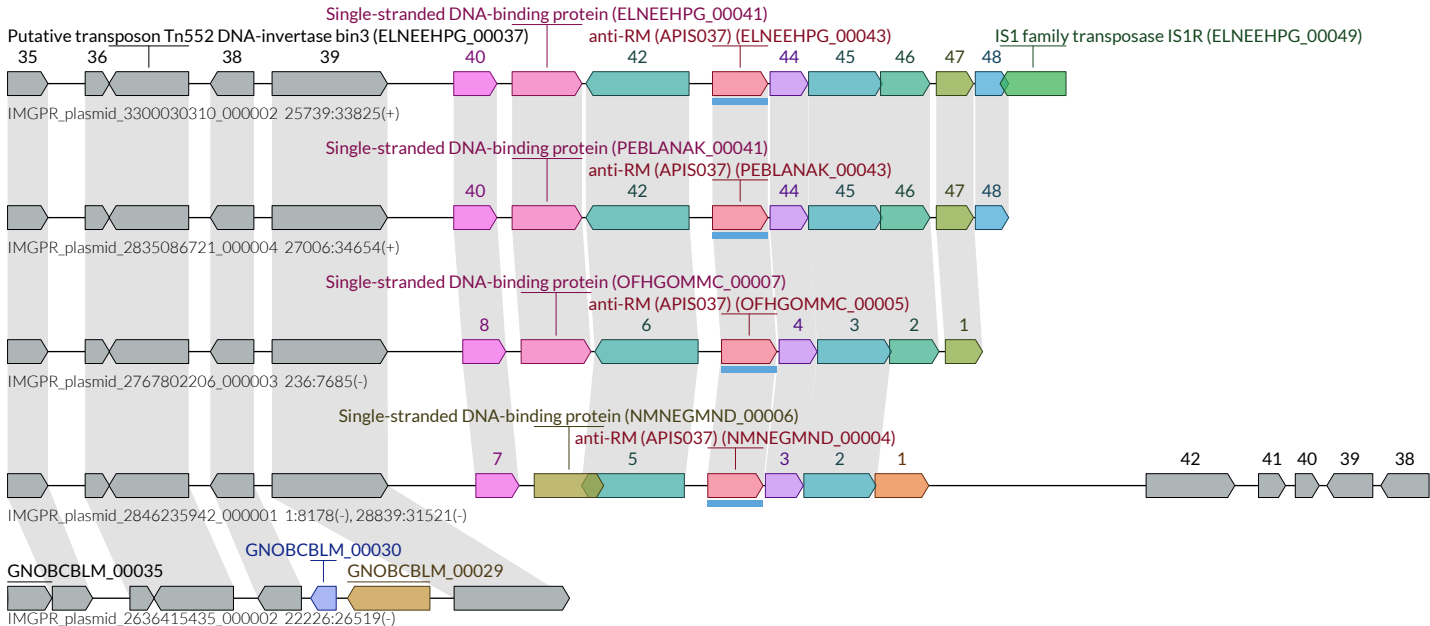 Single-stranded DNA-binding protein (ELNEEHPG_00041)
Putative transposon Tn552 DNA-invertase bin3 (ELNEEHPG_00037) anti-RM (APIS037) (ELNEEHPG_00043) IS1 family transposase IS1R (ELNEEHPG_00049)
35 36 38 39 40 42 44 45 46 47 48
IMGPR_plasmid_3300030310_000002 25739:33825(+)
Single-stranded DNA-binding protein (PEBLANAK_00041)
anti-RM (APIS037) (PEBLANAK_00043)
40 42 44 45 46 47 48
IMGPR_plasmid_2835086721_000004 27006:34654(+)
Single-stranded DNA-binding protein (OFHGOMMC_00007)
anti-RM (APIS037) (OFHGOMMC_00005)
8 6 4 3 2 1
IMGPR_plasmid_2767802206_000003 236:7685(-)
Single-stranded DNA-binding protein (NMNEGMND_00006)
anti-RM (APIS037) (NMNEGMND_00004)
7 5 3 2 1 42 41 40 39 38
IMGPR_plasmid_2846235942_000001 1:8178(-), 28839:31521(-)
GNOBCBLM_00030
GNOBCBLM_00035 GNOBCBLM_00029
IMGPR_plasmid_2636415435_000002 22226:26519(-)